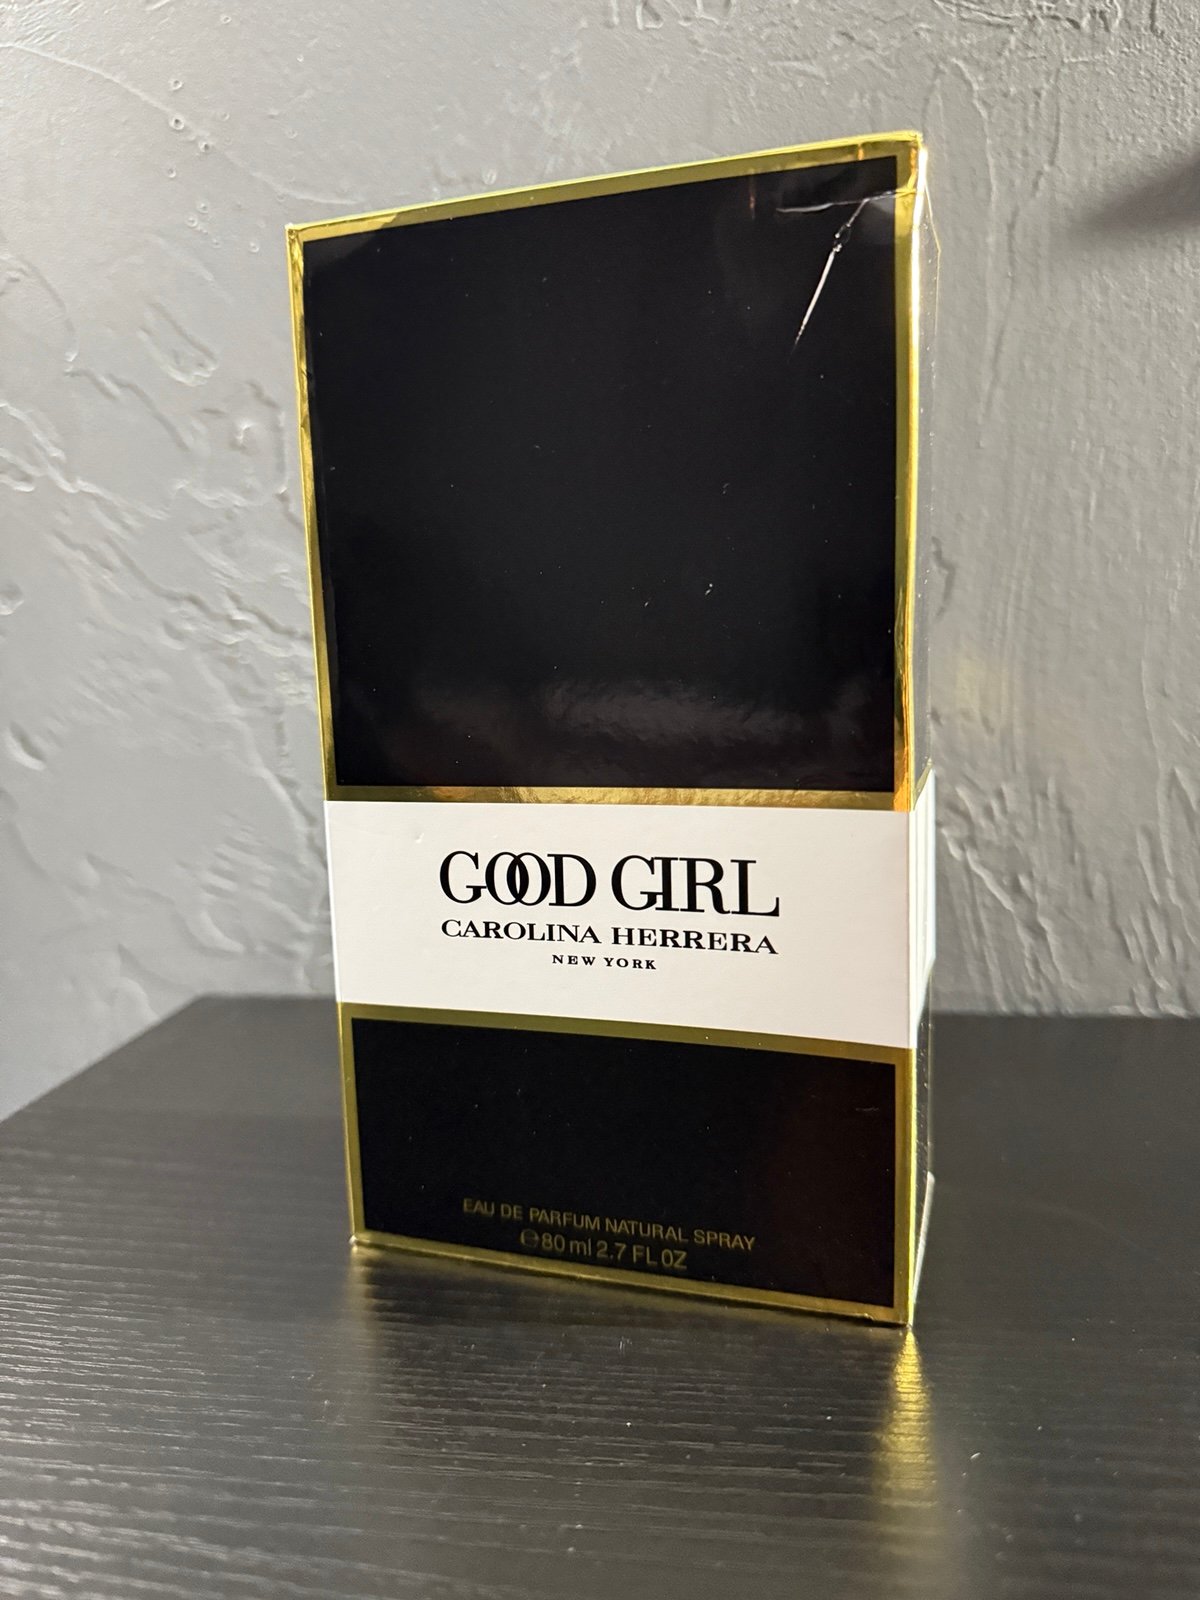 GOOD GIRL
CAROLINA HERRERA
NEW YORK
EAU DE PARFUM NATURAL SPRAY
℮80 ml 2.7 FL OZ